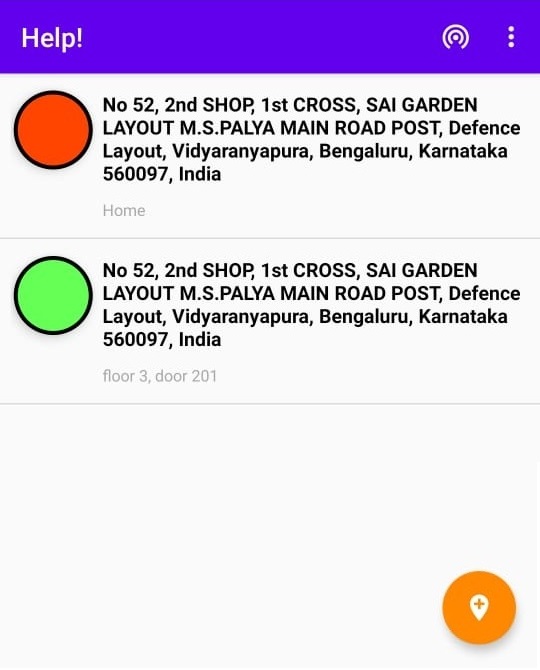 Help!
No 52, 2nd SHOP, 1st CROSS, SAI GARDEN
LAYOUT M.S.PALYA MAIN ROAD POST, Defence
Layout, Vidyaranyapura, Bengaluru, Karnataka
560097, India
Home
No 52, 2nd SHOP, 1st CROSS, SAI GARDEN
LAYOUT M.S.PALYA MAIN ROAD POST, Defence
Layout, Vidyaranyapura, Bengaluru, Karnataka
560097, India
floor 3, door 201